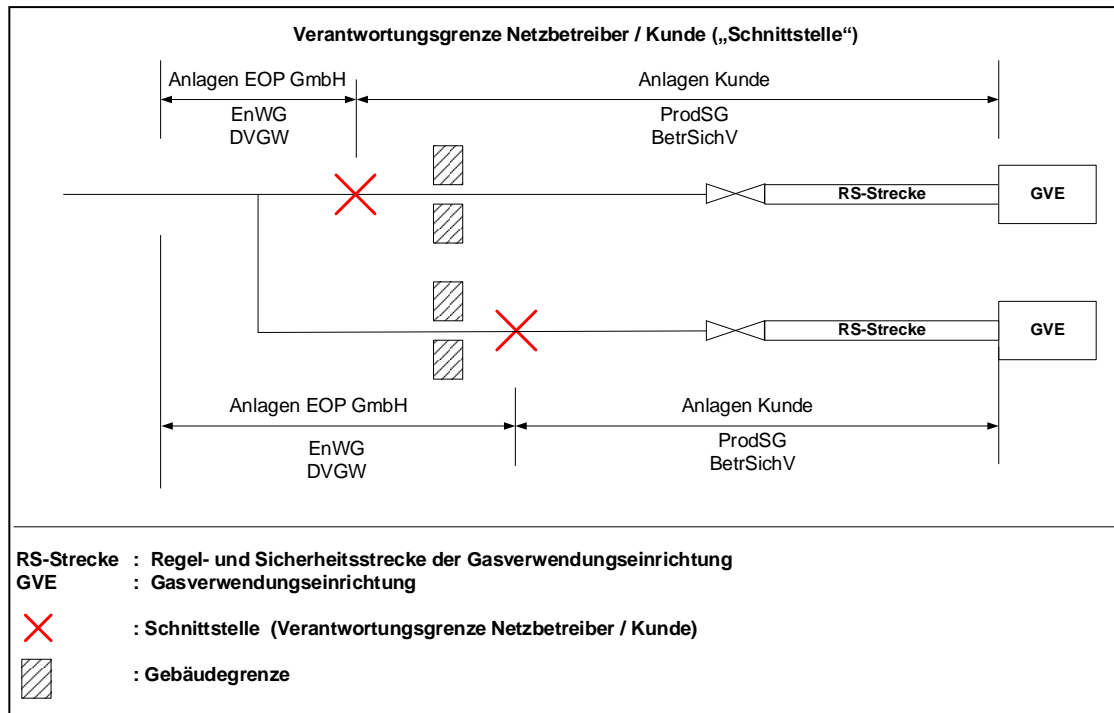 Verantwortungsgrenze Netzbetreiber / Kunde („Schnittstelle“)
Anlagen EOP GmbH
Anlagen Kunde
EnWG
DVGW
ProdSG
BetrSichV
RS-Strecke
GVE
RS-Strecke
GVE
Anlagen EOP GmbH
Anlagen Kunde
EnWG
DVGW
ProdSG
BetrSichV
RS-Strecke : Regel- und Sicherheitsstrecke der Gasverwendungseinrichtung
GVE : Gasverwendungseinrichtung
: Schnittstelle (Verantwortungsgrenze Netzbetreiber / Kunde)
: Gebäudegrenze